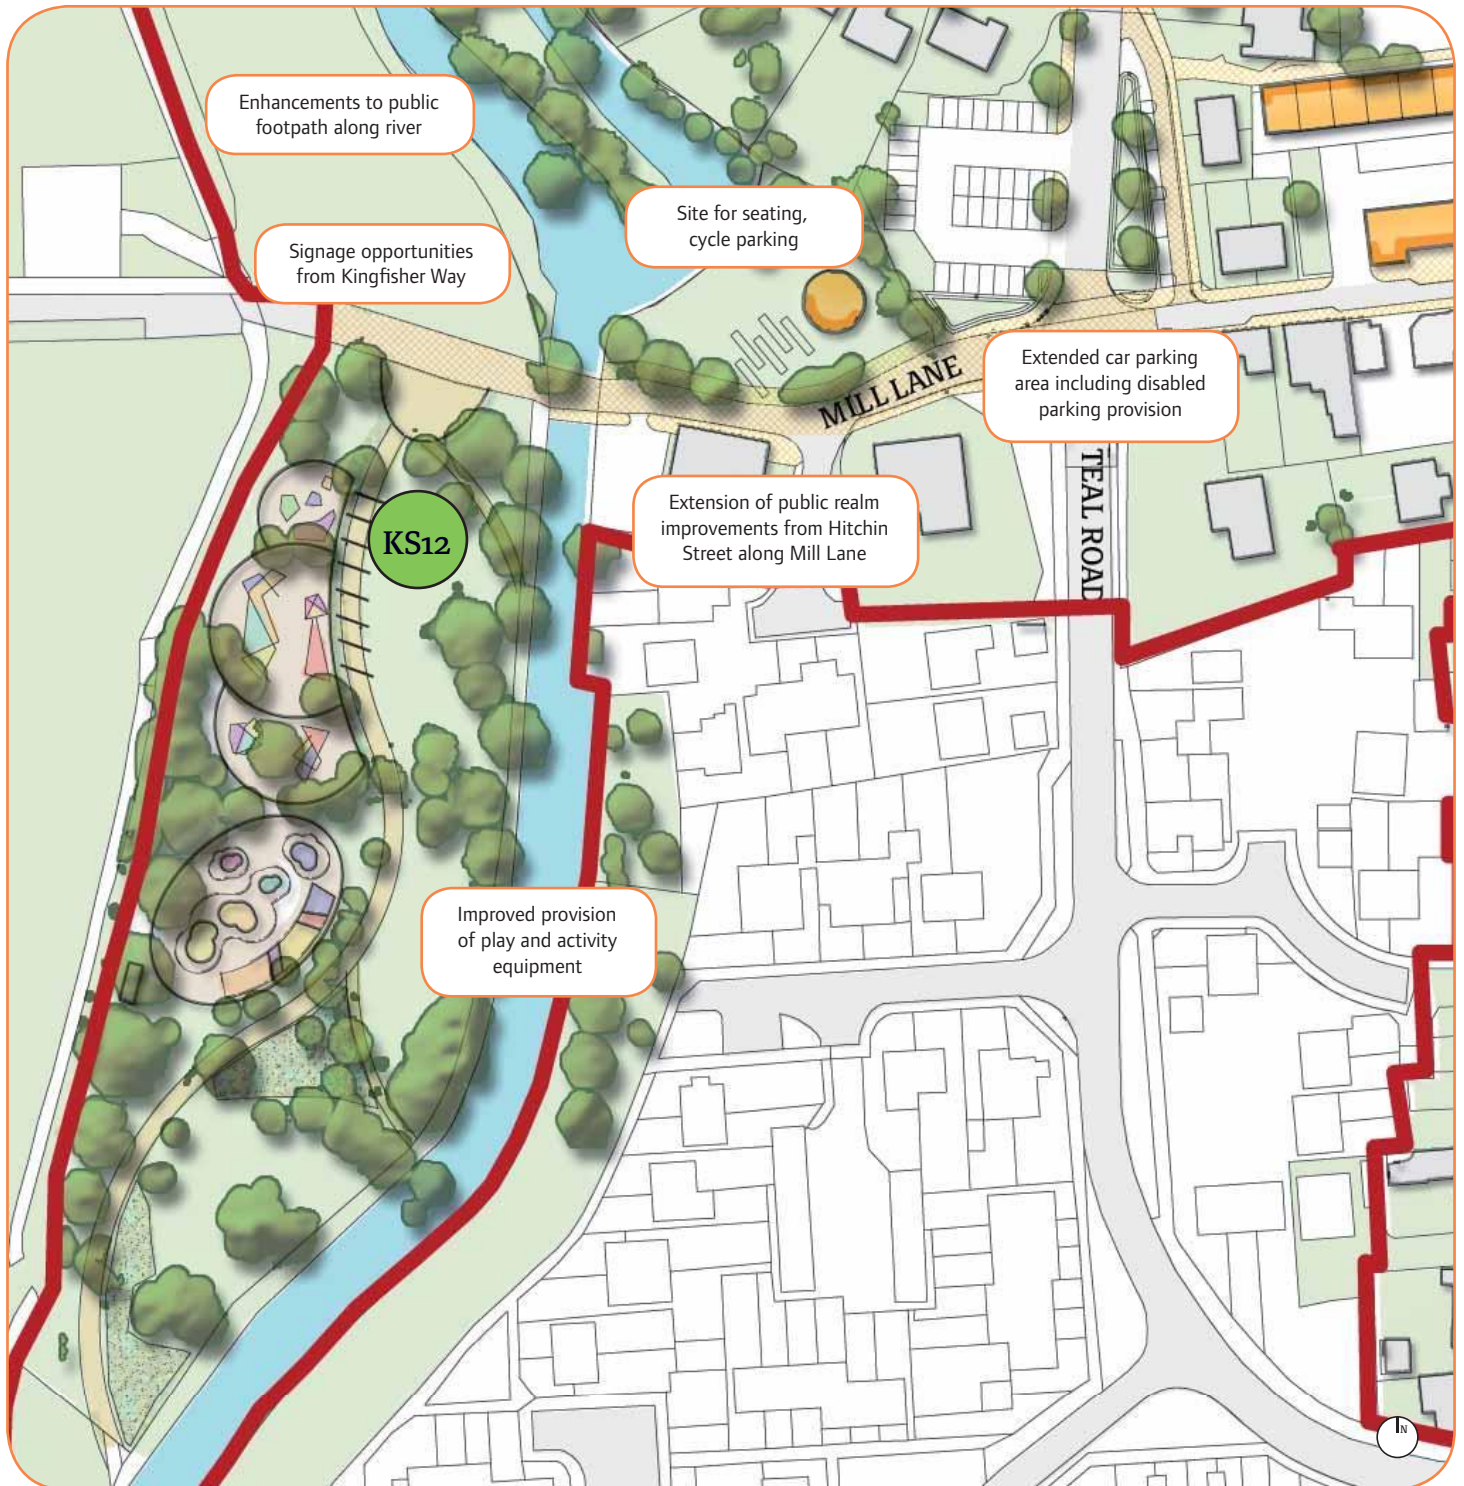 Enhancements to public
footpath along river
Signage opportunities
from Kingfisher Way
Site for seating,
cycle parking
Extended car parking
area including disabled
parking provision
MILL LANE
TEAL ROAD
Extension of public realm
improvements from Hitchin
Street along Mill Lane
KS12
Improved provision
of play and activity
equipment
N